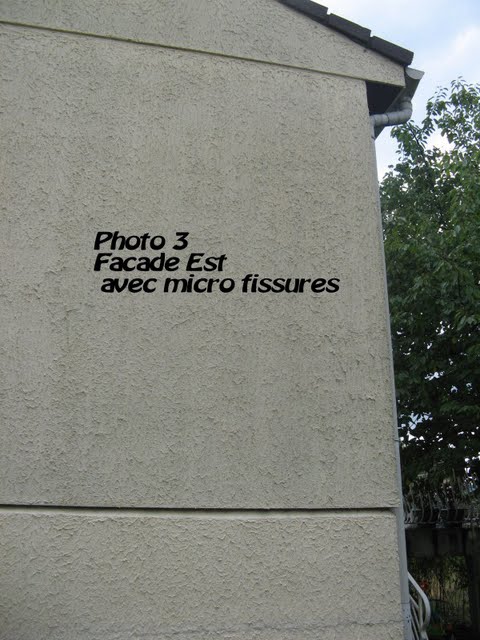 Photo 3
Facade Est
avec micro fissures